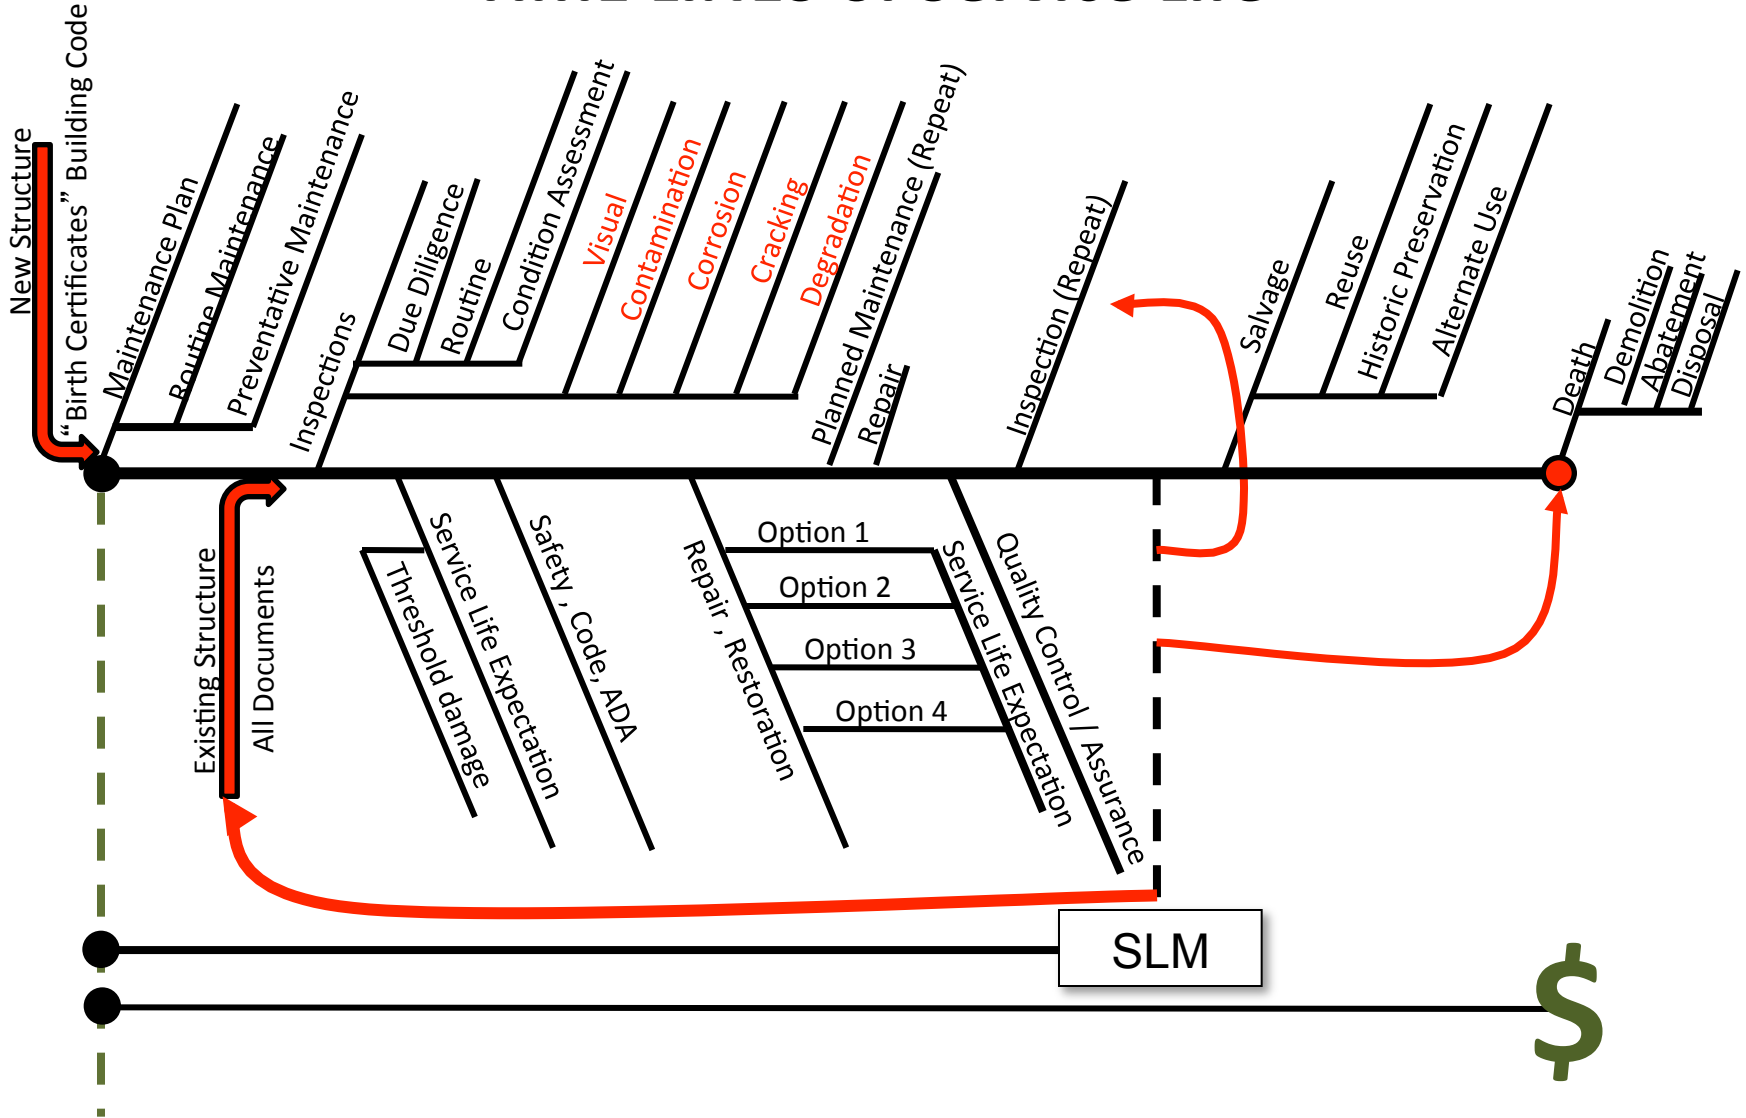 New Structure
“Birth Certificates” Building Code
Maintenance Plan
Routine Maintenance
Preventative Maintenance
Inspections
Due Diligence
Routine
Condition Assessment
Visual
Contamination
Corrosion
Cracking
Degradation
Planned Maintenance (Repeat)
Repair
Inspection (Repeat)
Salvage
Reuse
Historic Preservation
Alternate Use
Death
Demolition
Abatement
Disposal
Existing Structure
All Documents
Threshold damage
Service Life Expectation
Safety , Code, ADA
Repair , Restoration
Option 1
Option 2
Option 3
Option 4
Service Life Expectation
Quality Control / Assurance
SLM
$